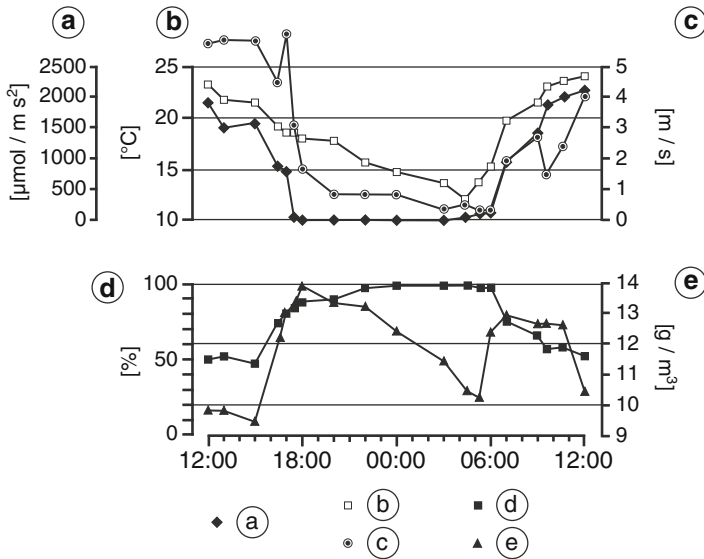 a b c
2500 25 5
2000 20 4
1500 3
1000 15 2
500 1
0 10 0
[µmol / m s²] [°C] [m / s]
d e
100 14
13
12
50 11
10
0 9
[%] [g / m³]
12:00 18:00 00:00 06:00 12:00
b d
a
c e